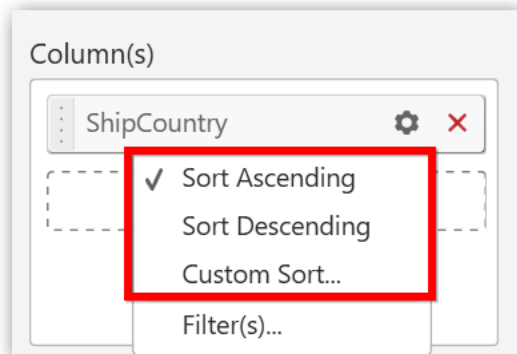 Column(s)
ShipCountry
Sort Ascending
Sort Descending
Custom Sort...
Filter(s)...